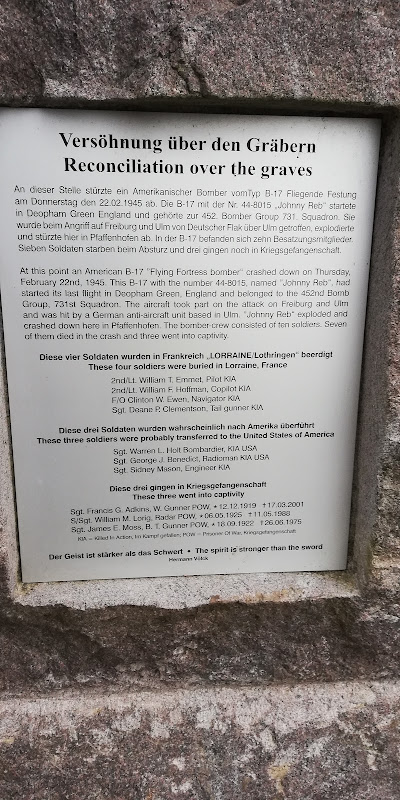 Versöhnung über den Gräbern
Reconciliation over the graves
An dieser Stelle stürzte ein Amerikanischer Bomber vomTyp B-17 Fliegende Festung
am Donnerstag den 22.02.1945 ab. Die B-17 mit der Nr. 44-8015 „Johnny Reb" startete
in Deopham Green England und gehörte zur 452. Bomber Group 731. Squadron. Sie
wurde beim Angriff auf Freiburg und Ulm von Deutscher Flak über Ulm getroffen, explodierte
und stürzte hier in Pfaffenhofen ab. In der B-17 befanden sich zehn Besatzungsmitglieder.
Sieben Soldaten starben beim Absturz und drei gingen noch in Kriegsgefangenschaft.
At this point an American B-17 "Flying Fortress bomber" crashed down on Thursday,
February 22nd, 1945. This B-17 with the number 44-8015, named "Johnny Reb", had
started its last flight in Deopham Green, England and belonged to the 452nd Bomb
Group, 731st Squadron. The aircraft took part on the attack on Freiburg and Ulm
and was hit by a German anti-aircraft unit based in Ulm. "Johnny Reb" exploded and
crashed down here in Pfaffenhofen. The bomber-crew consisted of ten soldiers. Seven
of them died in the crash and three went into captivity.
Diese vier Soldaten wurden in Frankreich „LORRAINE/Lothringen" beerdigt
These four soldiers were buried in Lorraine, France
2nd/Lt. William T. Emmet, Pilot KIA
2nd/Lt. William F. Hoffman, Copilot KIA
F/O Clinton W. Ewen, Navigator KIA
Sgt. Deane P. Clementson, Tail gunner KIA
Diese drei Soldaten wurden wahrscheinlich nach Amerika überführt
These three soldiers were probably transferred to the United States of America
Sgt. Warren L. Holt Bombardier, KIA USA
Sgt. George J. Benedict, Radioman KIA USA
Sgt. Sidney Mason, Engineer KIA
Diese drei gingen in Kriegsgefangenschaft
These three went into captivity
Sgt. Francis G. Adkins, W. Gunner POW, * 12.12.1919 †17.03.2001
S/Sgt. William M. Lorig, Radar POW, * 06.05.1925 †11.05.1988
Sgt. James E. Moss, B. T. Gunner POW, * 18.09.1922 †26.06.1975
KIA = Killed In Action, Im Kampf gefallen; POW = Prisoner Of War, Kriegsgefangenschaft
Der Geist ist stärker als das Schwert • The spirit is stronger than the sword
Hermann Völck